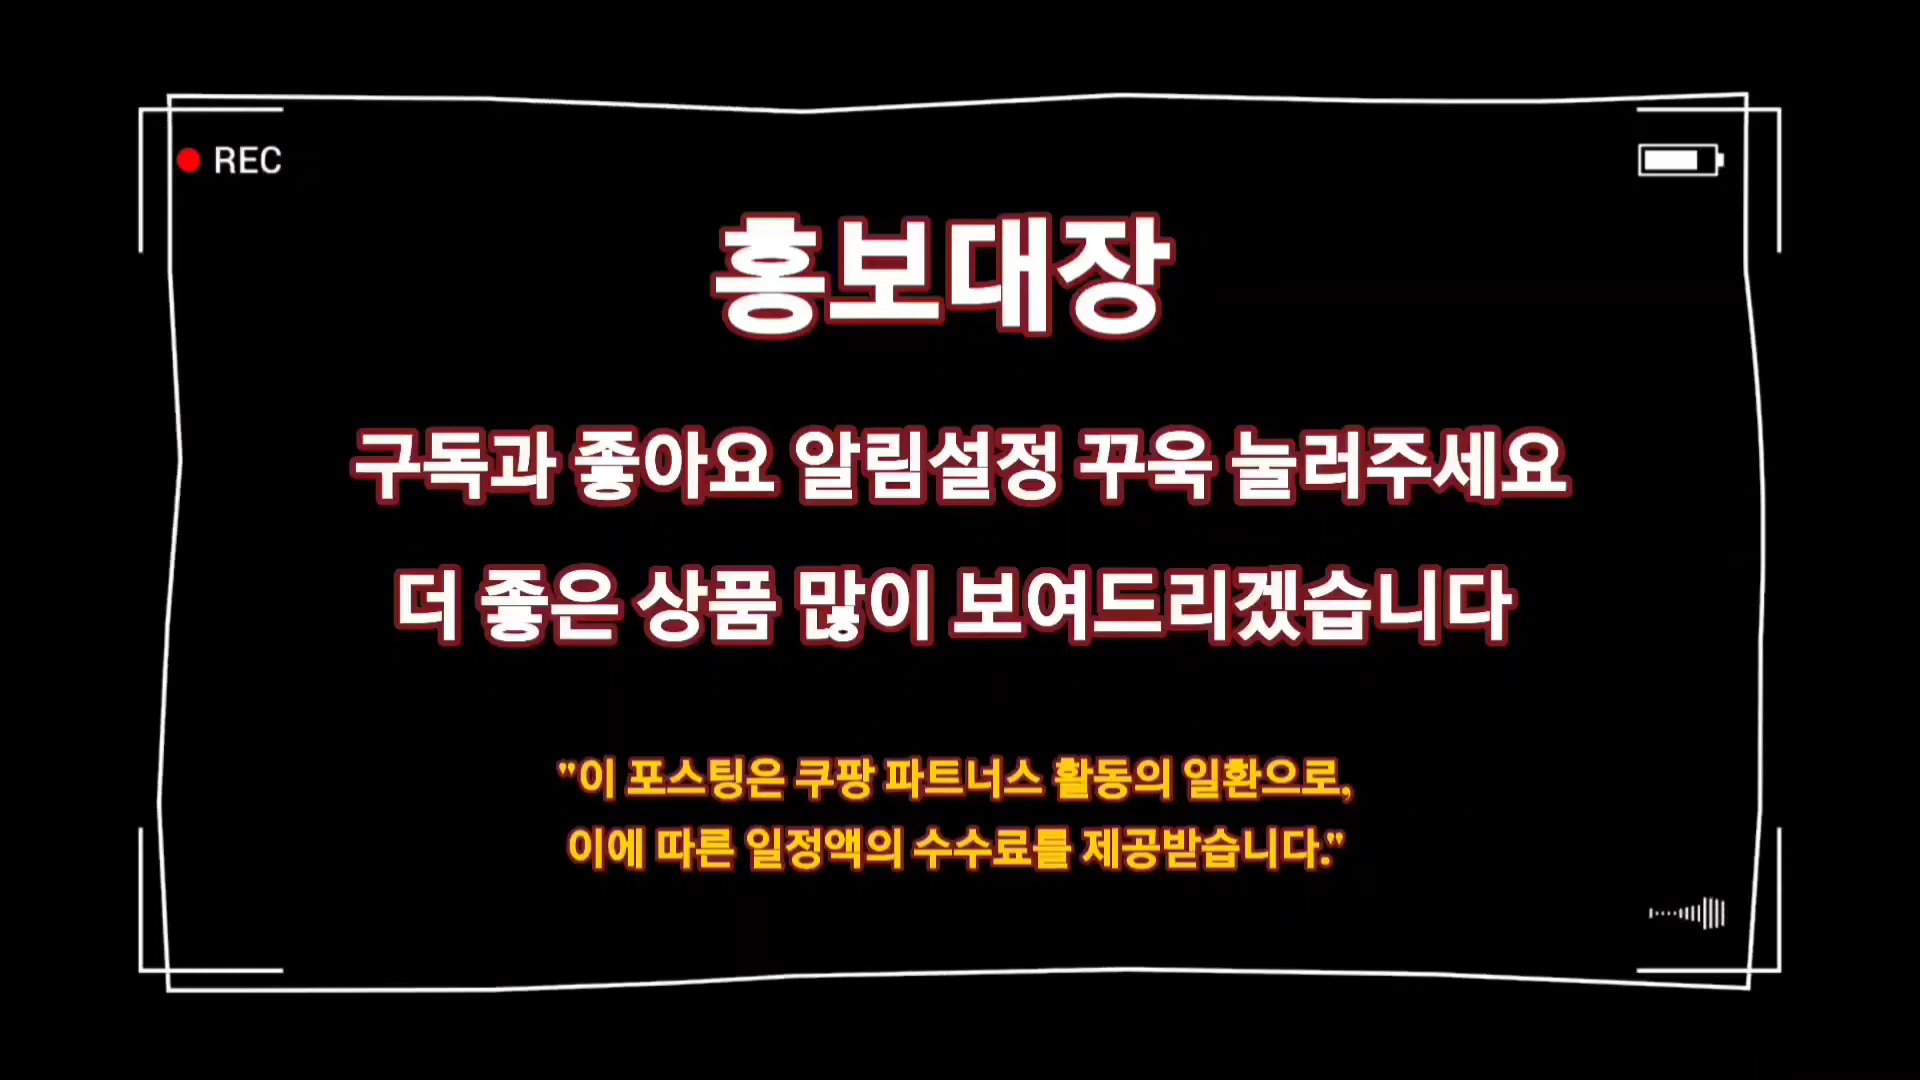 REC
홍보대장
구독과 좋아요 알림설정 꾸욱 눌러주세요
더 좋은 상품 많이 보여드리겠습니다
"이 포스팅은 쿠팡 파트너스 활동의 일환으로,
이에 따른 일정액의 수수료를 제공받습니다."